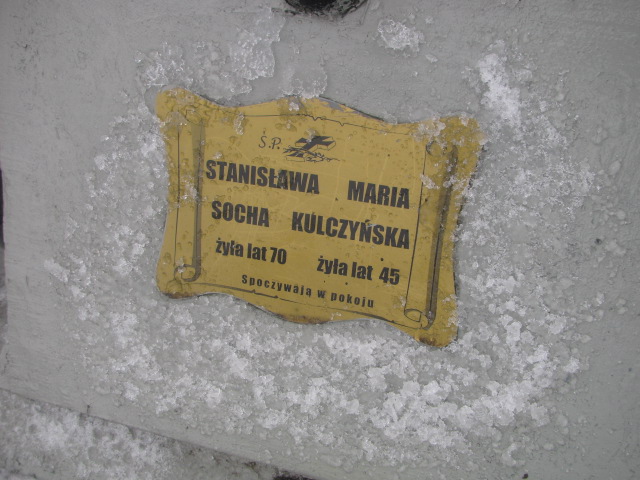 Ś.P.
STANISŁAWA MARIA
SOCHA KULCZYŃSKA
żyła lat 70 żyła lat 45
Spoczywają w pokoju